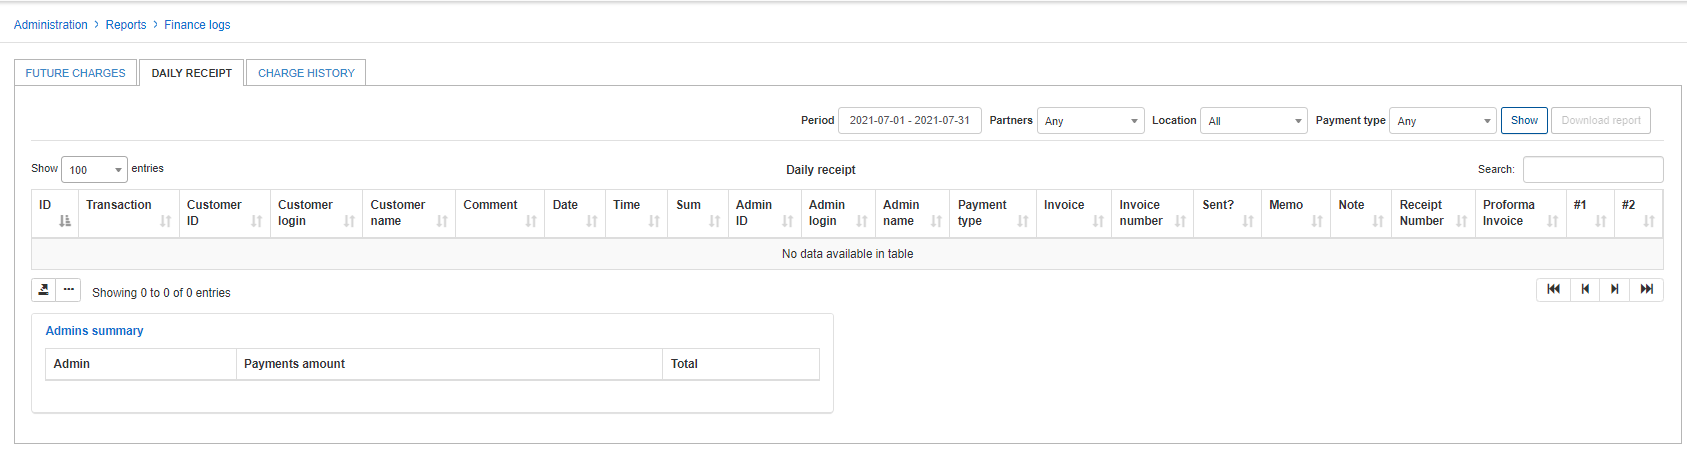 Administration > Reports > Finance logs
FUTURE CHARGES DAILY RECEIPT CHARGE HISTORY
Period 2021-07-01 - 2021-07-31 Partners Any Location All Payment type Any Show Download report
Show 100 entries Daily receipt Search:
ID Transaction Customer ID Customer login Customer name Comment Date Time Sum Admin ID Admin login Admin name Payment type Invoice Invoice number Sent? Memo Note Receipt Number Proforma Invoice #1 #2
No data available in table
Showing 0 to 0 of 0 entries
Admins summary
Admin Payments amount Total